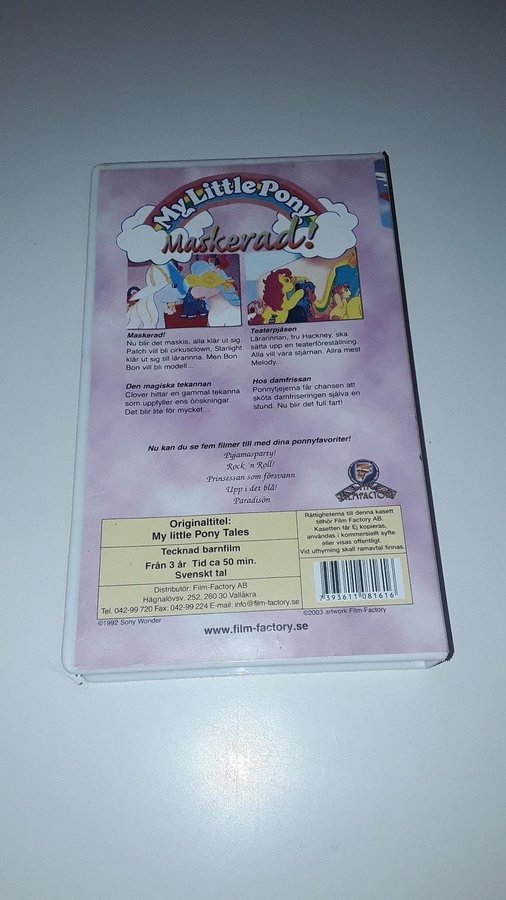 My Little Pony
Maskerad!
Maskerad!
Nu blir det maskis, alla klär ut sig.
Patch vill bli cirkusclown, Starlight
klär ut sig till lärarinna. Men Bon
Bon vill bli modell...
Teaterpjäsen
Lärarinnan, fru Hackney, ska
sätta upp en teaterföreställning.
Alla vill vara stjärnan. Allra mest
Melody...
Den magiska tekannan
Clover hittar en gammal tekanna
som uppfyller ens önskningar.
Det blir lite för mycket...
Hos damfrissan
Ponnytjejerna får chansen att
sköta damfriseringen själva en
stund. Nu blir det full fart!
Nu kan du se fem filmer till med dina ponnyfavoriter!
Pyjamasparty!
Rock 'n Roll!
Prinsessan som försvann
Upp i det blå!
Paradisön
FILMFACTORY
Originaltitel:
My little Pony Tales
Tecknad barnfilm
Från 3 år Tid ca 50 min.
Svenskt tal
Distributör: Film-Factory AB
Hågnalövsv. 252, 260 30 Vallåkra.
Tel. 042-99 720 Fax: 042-99 224 E-mail: info@film-factory.se
©1992 Sony Wonder
Rättigheterna till denna kasett
tillhör Film Factory AB.
Kasetten får Ej kopieras,
användas i kommersiellt syfte
eller visas offentligt.
Vid uthyrning skall ramavtal finnas.
7 393611 081616
©2003 artwork Film-Factory
www.film-factory.se